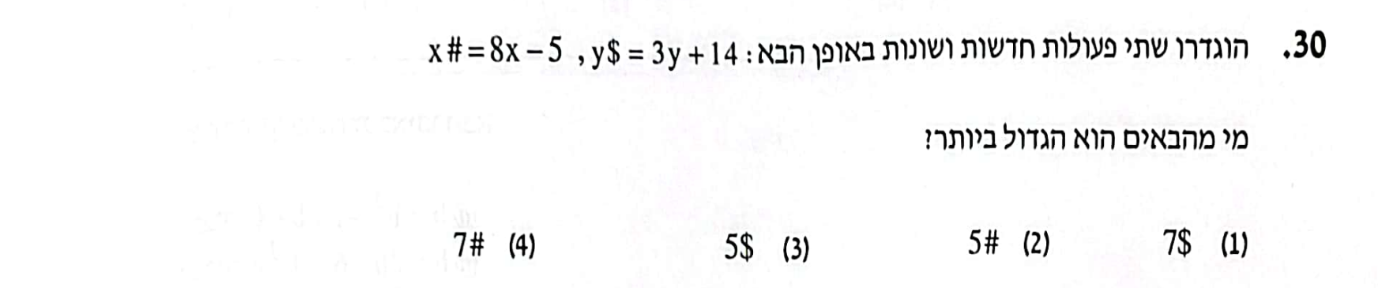 30. הוגדרו שתי פעולות חדשות ושונות באופן הבא: x# = 8x – 5 , y$ = 3y + 14
מי מהבאים הוא הגדול ביותר?
(1) 7$ (2) 5# (3) 5$ (4) 7#